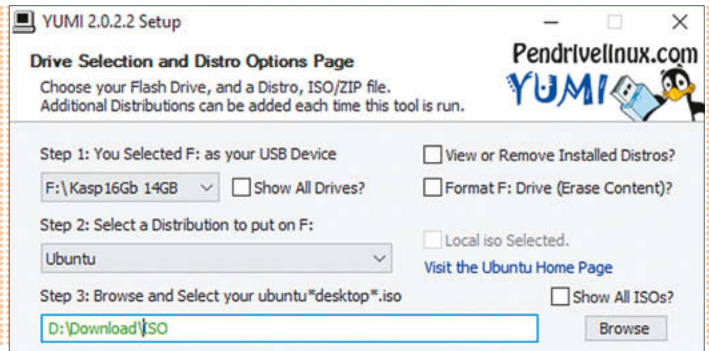 YUMI 2.0.2.2 Setup
Drive Selection and Distro Options Page
Choose your Flash Drive, and a Distro, ISO/ZIP file.
Additional Distributions can be added each time this tool is run.
Pendrivelinux.com
YUMI
Step 1: You Selected F: as your USB Device
View or Remove Installed Distros?
F:\Kasp16Gb 14GB
Show All Drives?
Format F: Drive (Erase Content)?
Step 2: Select a Distribution to put on F:
Local iso Selected.
Ubuntu
Visit the Ubuntu Home Page
Step 3: Browse and Select your ubuntu*desktop*.iso
Show All ISOs?
D:\Download\ISO
Browse